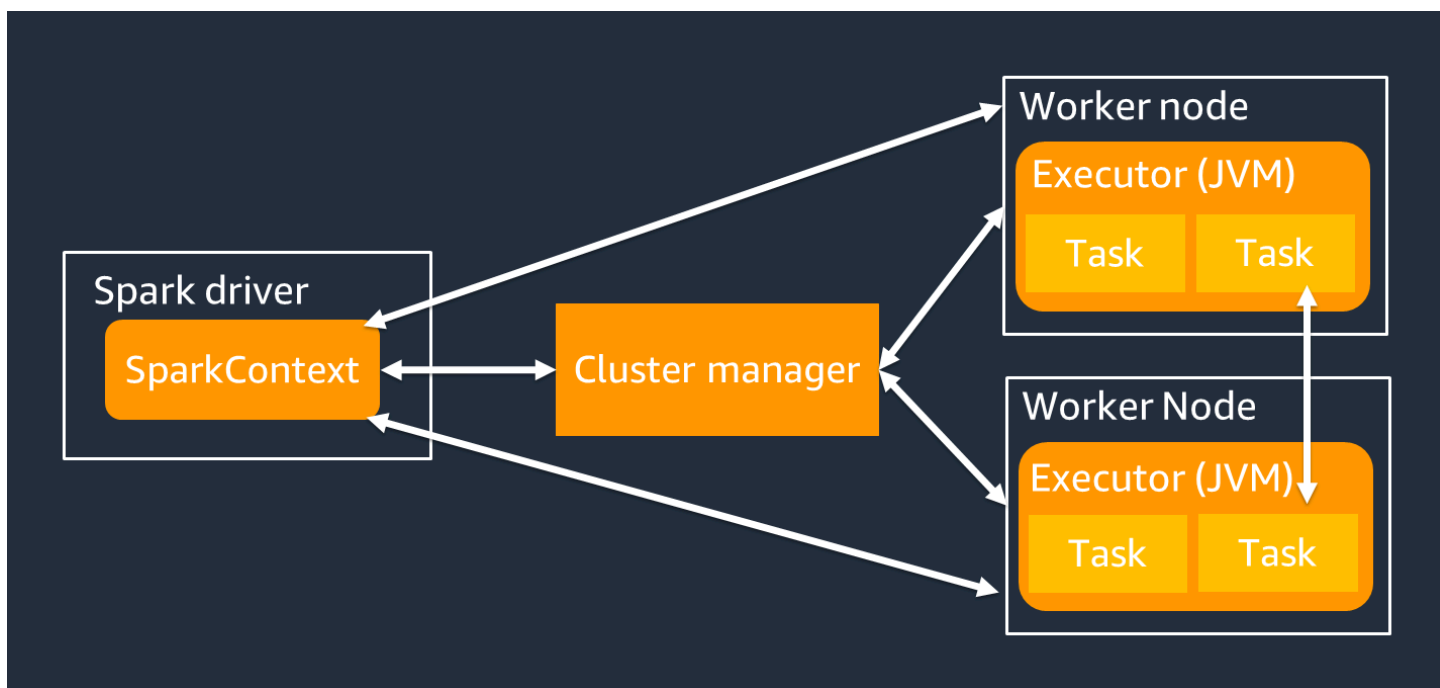 Spark driver
SparkContext
Cluster manager
Worker node
Executor (JVM)
Task Task
Worker Node
Executor (JVM)
Task Task